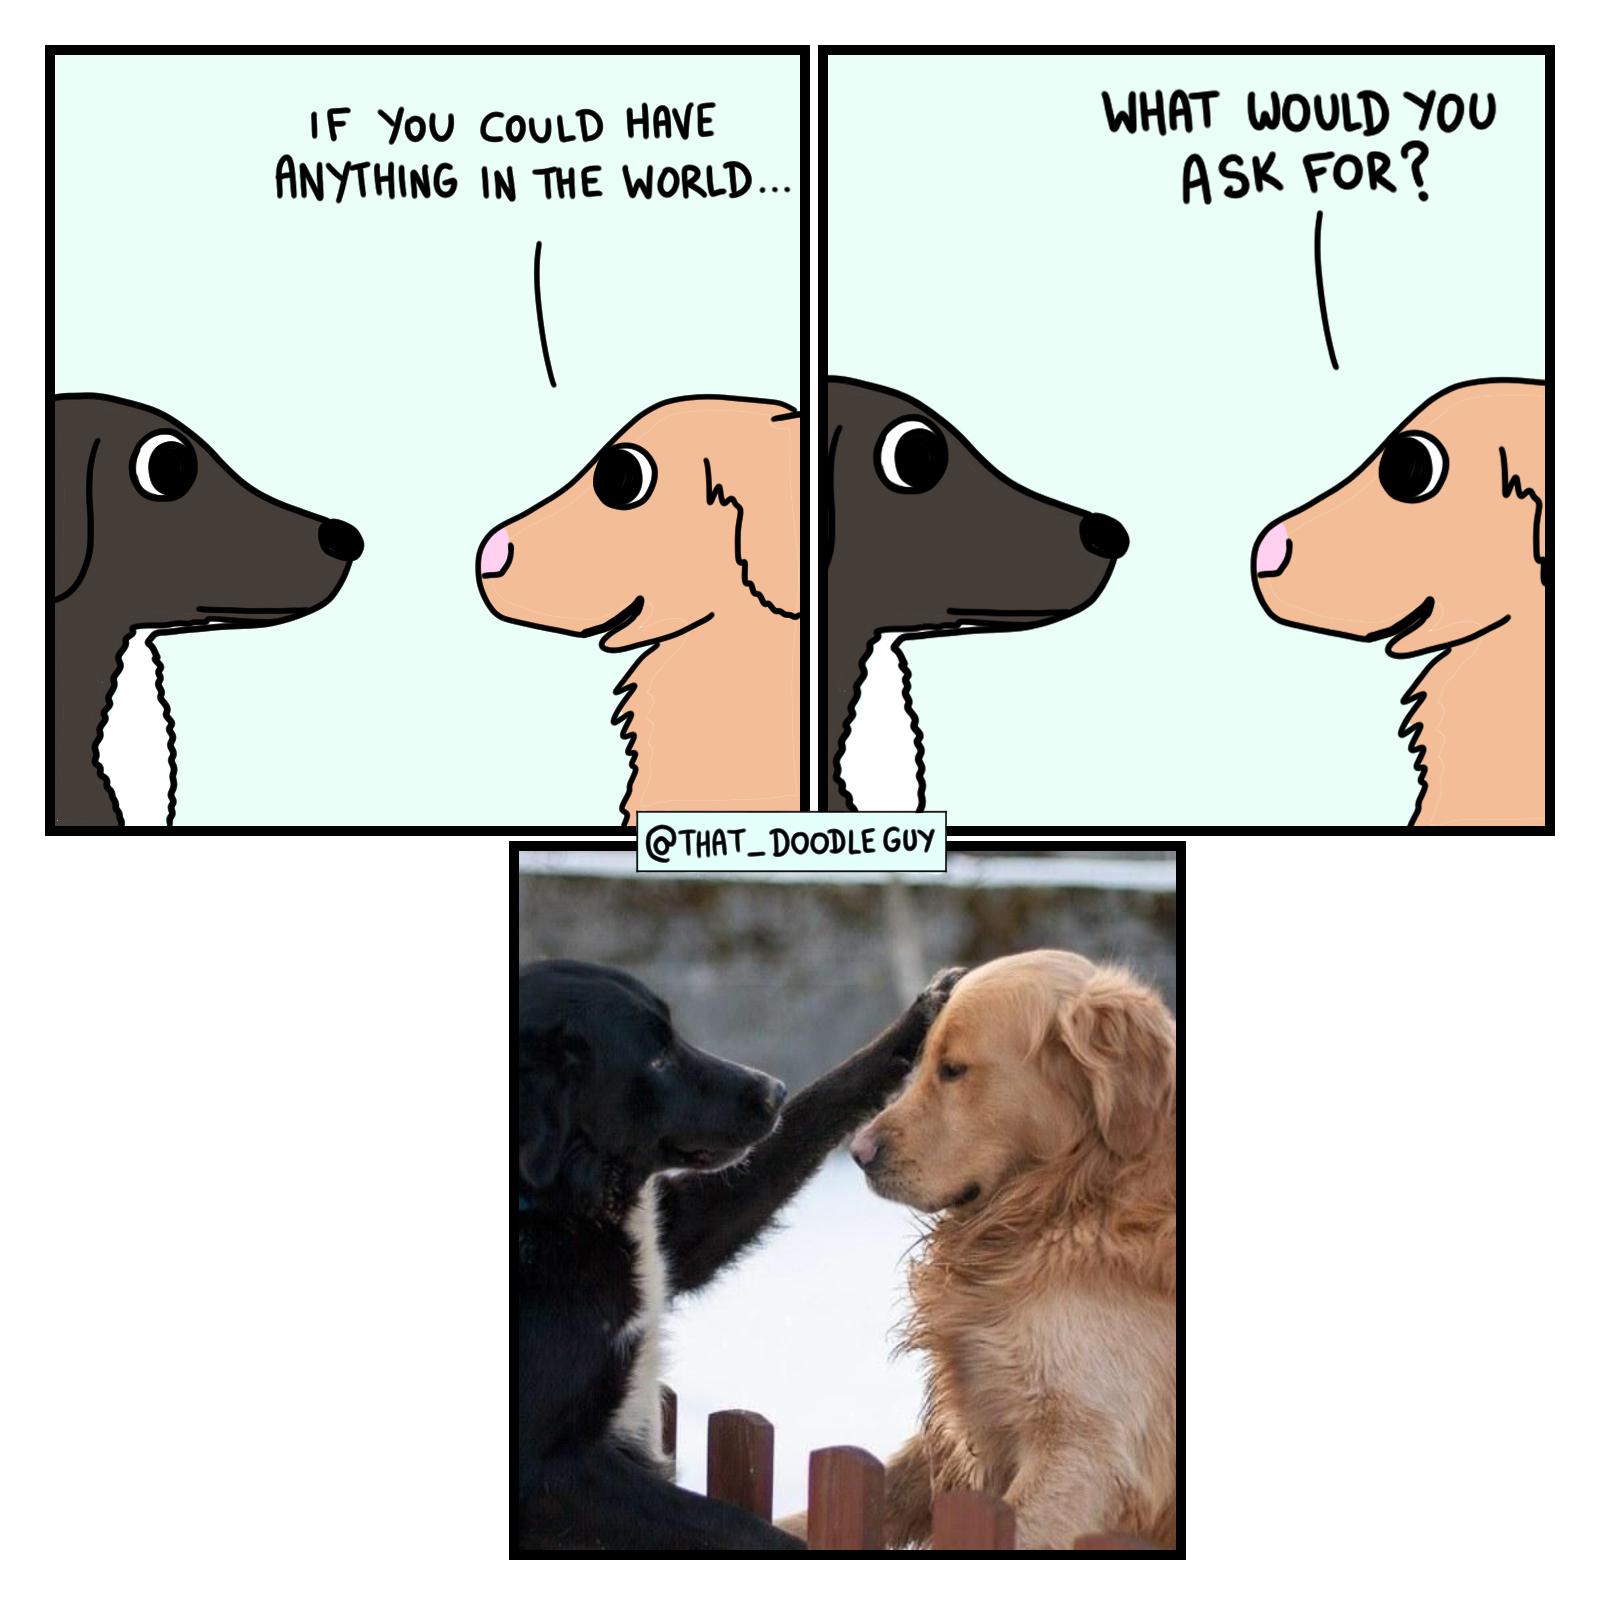 IF YOU COULD HAVE
ANYTHING IN THE WORLD...
WHAT WOULD YOU
ASK FOR?
@THAT_DOODLE GUY